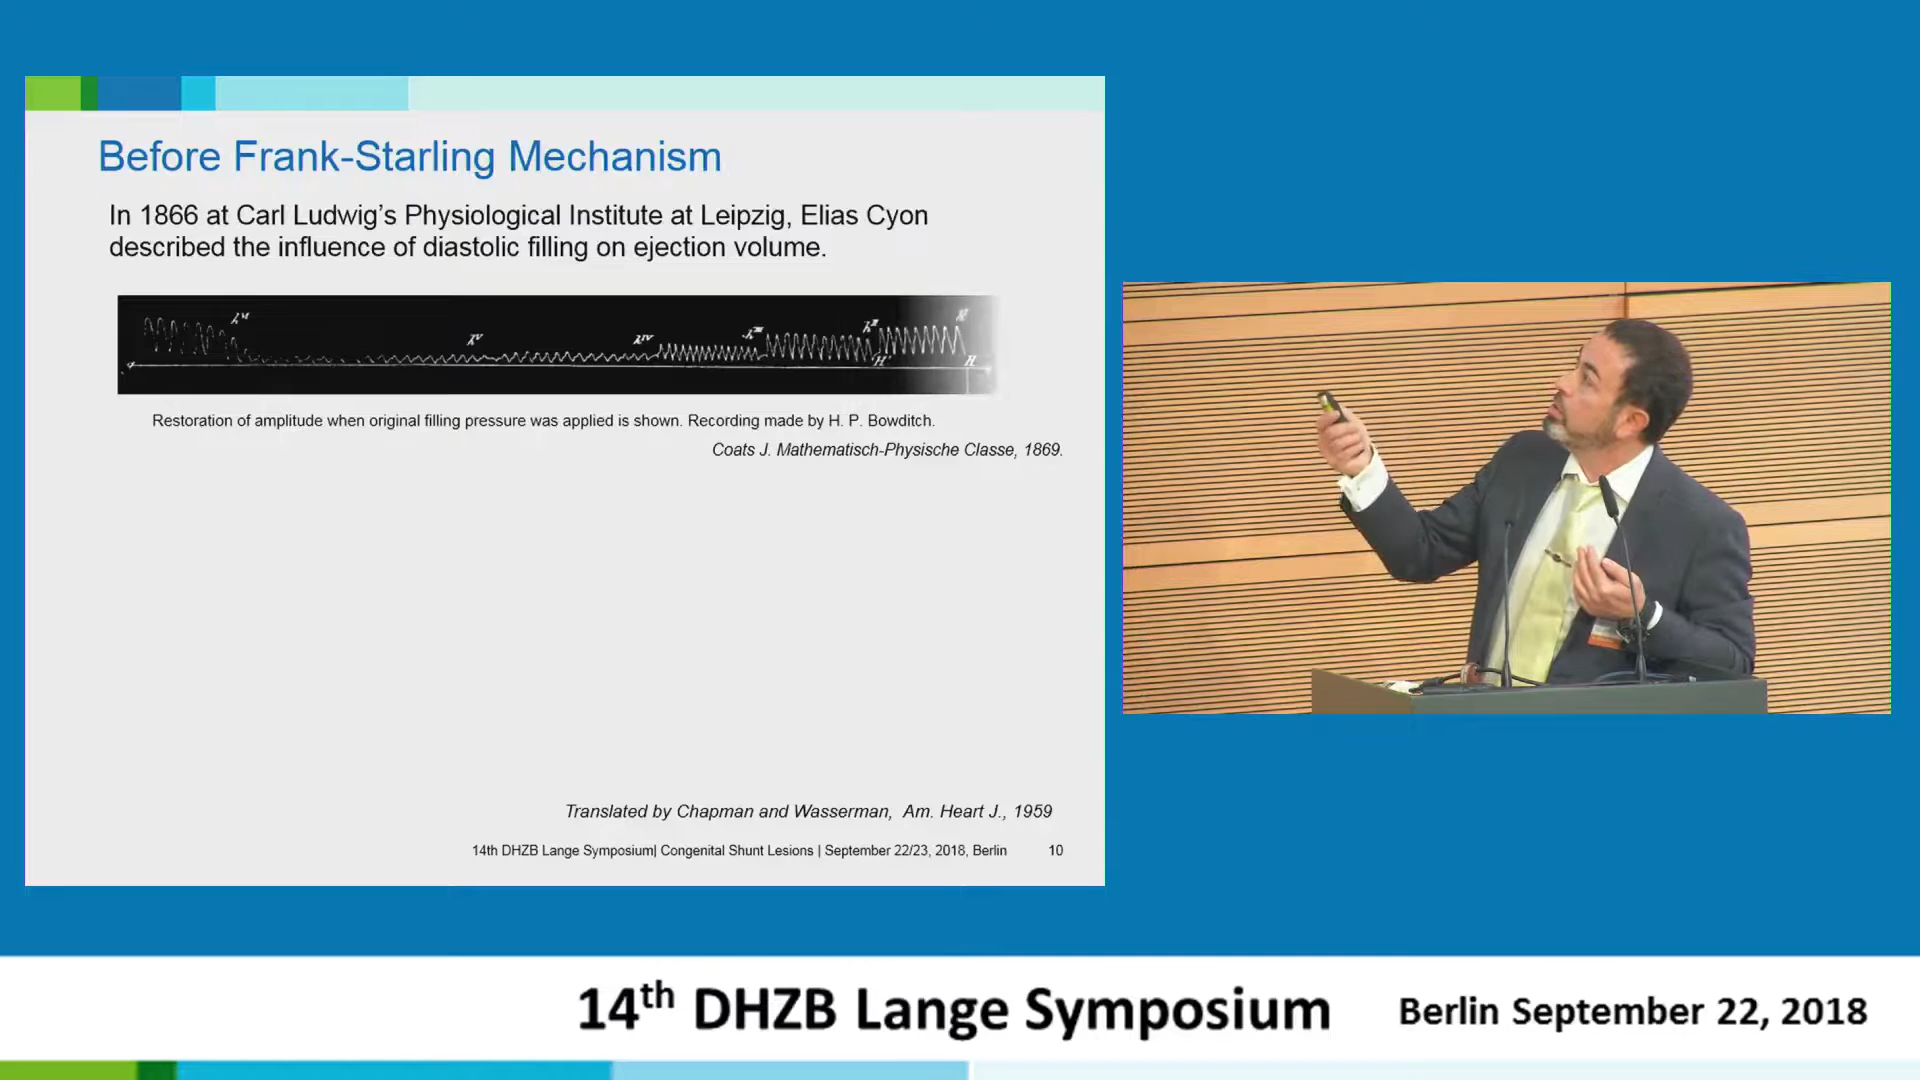 Before Frank-Starling Mechanism
In 1866 at Carl Ludwig's Physiological Institute at Leipzig, Elias Cyon
described the influence of diastolic filling on ejection volume.
Restoration of amplitude when original filling pressure was applied is shown. Recording made by H. P. Bowditch.
Coats J. Mathematisch-Physische Classe, 1869.
Translated by Chapman and Wasserman, Am. Heart J., 1959
14th DHZB Lange Symposium| Congenital Shunt Lesions | September 22/23, 2018, Berlin 10
14th DHZB Lange Symposium Berlin September 22, 2018